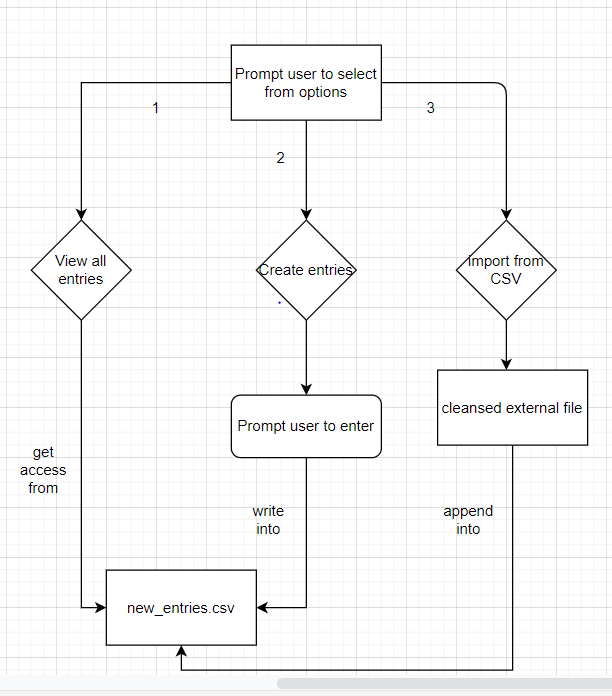 Prompt user to select
from options
1
2
3
View all
entries
Create entries
Import from
CSV
Prompt user to enter
cleansed external file
get
access
from
write
into
append
into
new_entries.csv